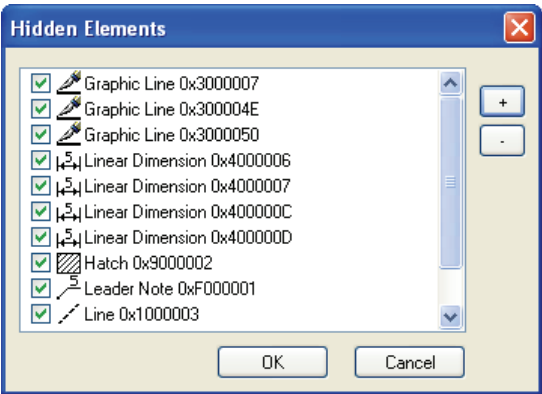 Hidden Elements
Graphic Line 0x3000007
Graphic Line 0x300004E
Graphic Line 0x3000050
Linear Dimension 0x4000006
Linear Dimension 0x4000007
Linear Dimension 0x400000C
Linear Dimension 0x400000D
Hatch 0x9000002
Leader Note 0xF000001
Line 0x1000003
+
-
OK
Cancel